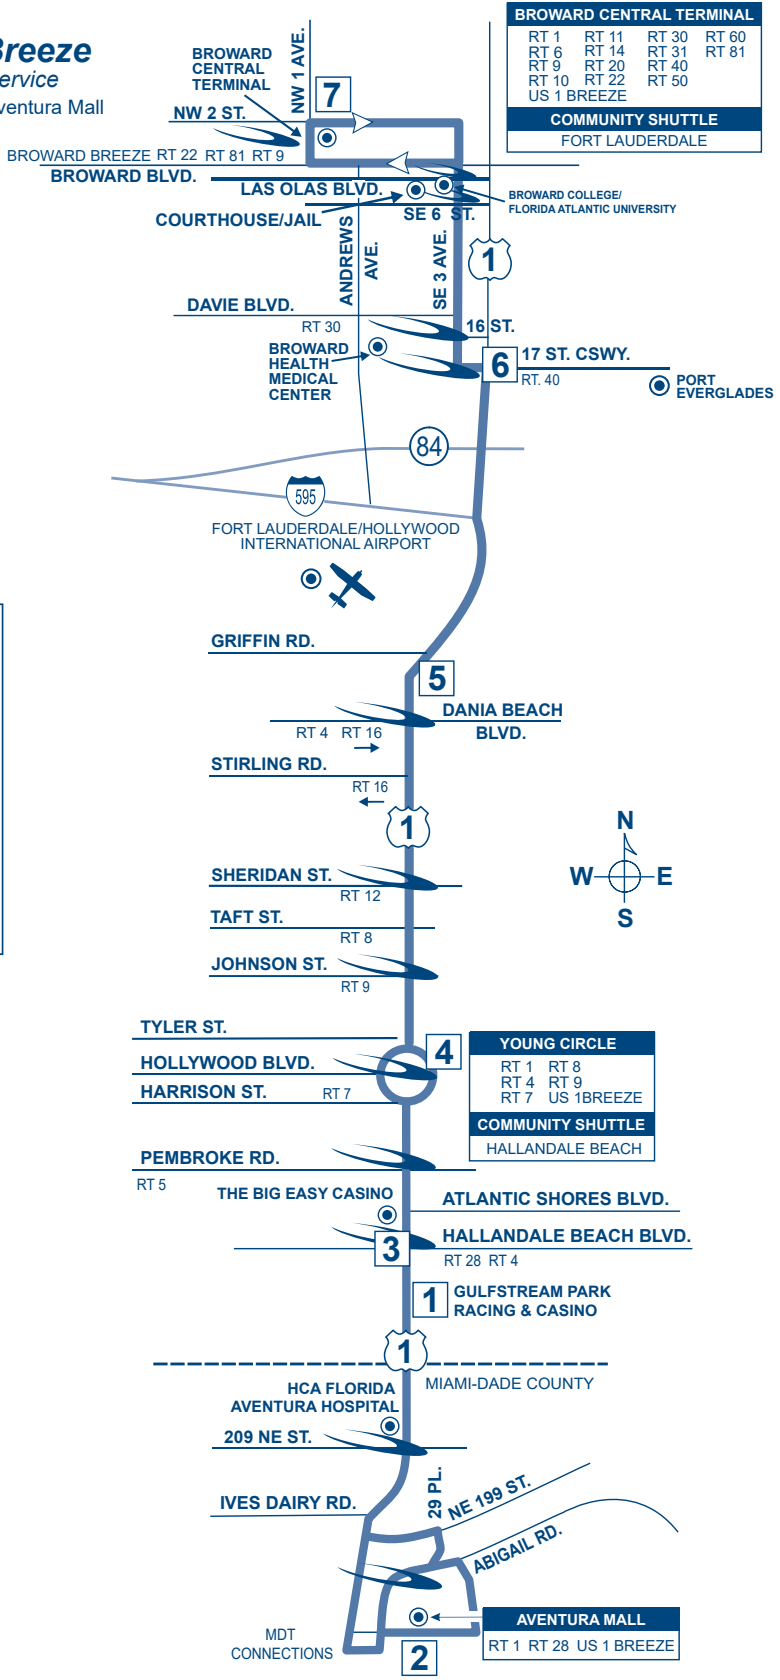 Breeze
ervice
ventura Mall
BROWARD
CENTRAL
TERMINAL
NW 1 AVE.
7
NW 2 ST.
BROWARD BREEZE RT 22 RT 81 RT 9
BROWARD BLVD.
LAS OLAS BLVD.
COURTHOUSE/JAIL
SE 6 ST.
BROWARD COLLEGE/
FLORIDA ATLANTIC UNIVERSITY
BROWARD CENTRAL TERMINAL
RT 1 RT 11 RT 30 RT 60
RT 6 RT 14 RT 31 RT 81
RT 9 RT 20 RT 40
RT 10 RT 22 RT 50
US 1 BREEZE
COMMUNITY SHUTTLE
FORT LAUDERDALE
ANDREWS
AVE.
SE 3 AVE.
1
DAVIE BLVD.
RT 30
16 ST.
BROWARD
HEALTH
MEDICAL
CENTER
6
17 ST. CSWY.
RT. 40
PORT
EVERGLADES
84
595
FORT LAUDERDALE/HOLLYWOOD
INTERNATIONAL AIRPORT
GRIFFIN RD.
5
DANIA BEACH
BLVD.
RT 4 RT 16
STIRLING RD.
RT 16
1
N
W E
S
SHERIDAN ST.
RT 12
TAFT ST.
RT 8
JOHNSON ST.
RT 9
TYLER ST.
4
HOLLYWOOD BLVD.
HARRISON ST.
RT 7
YOUNG CIRCLE
RT 1 RT 8
RT 4 RT 9
RT 7 US 1BREEZE
COMMUNITY SHUTTLE
HALLANDALE BEACH
PEMBROKE RD.
RT 5
THE BIG EASY CASINO
ATLANTIC SHORES BLVD.
3
HALLANDALE BEACH BLVD.
RT 28 RT 4
1
GULFSTREAM PARK
RACING & CASINO
1
MIAMI-DADE COUNTY
HCA FLORIDA
AVENTURA HOSPITAL
209 NE ST.
IVES DAIRY RD.
29 PL.
NE 199 ST.
ABIGAIL RD.
MDT
CONNECTIONS
2
AVENTURA MALL
RT 1 RT 28 US 1 BREEZE